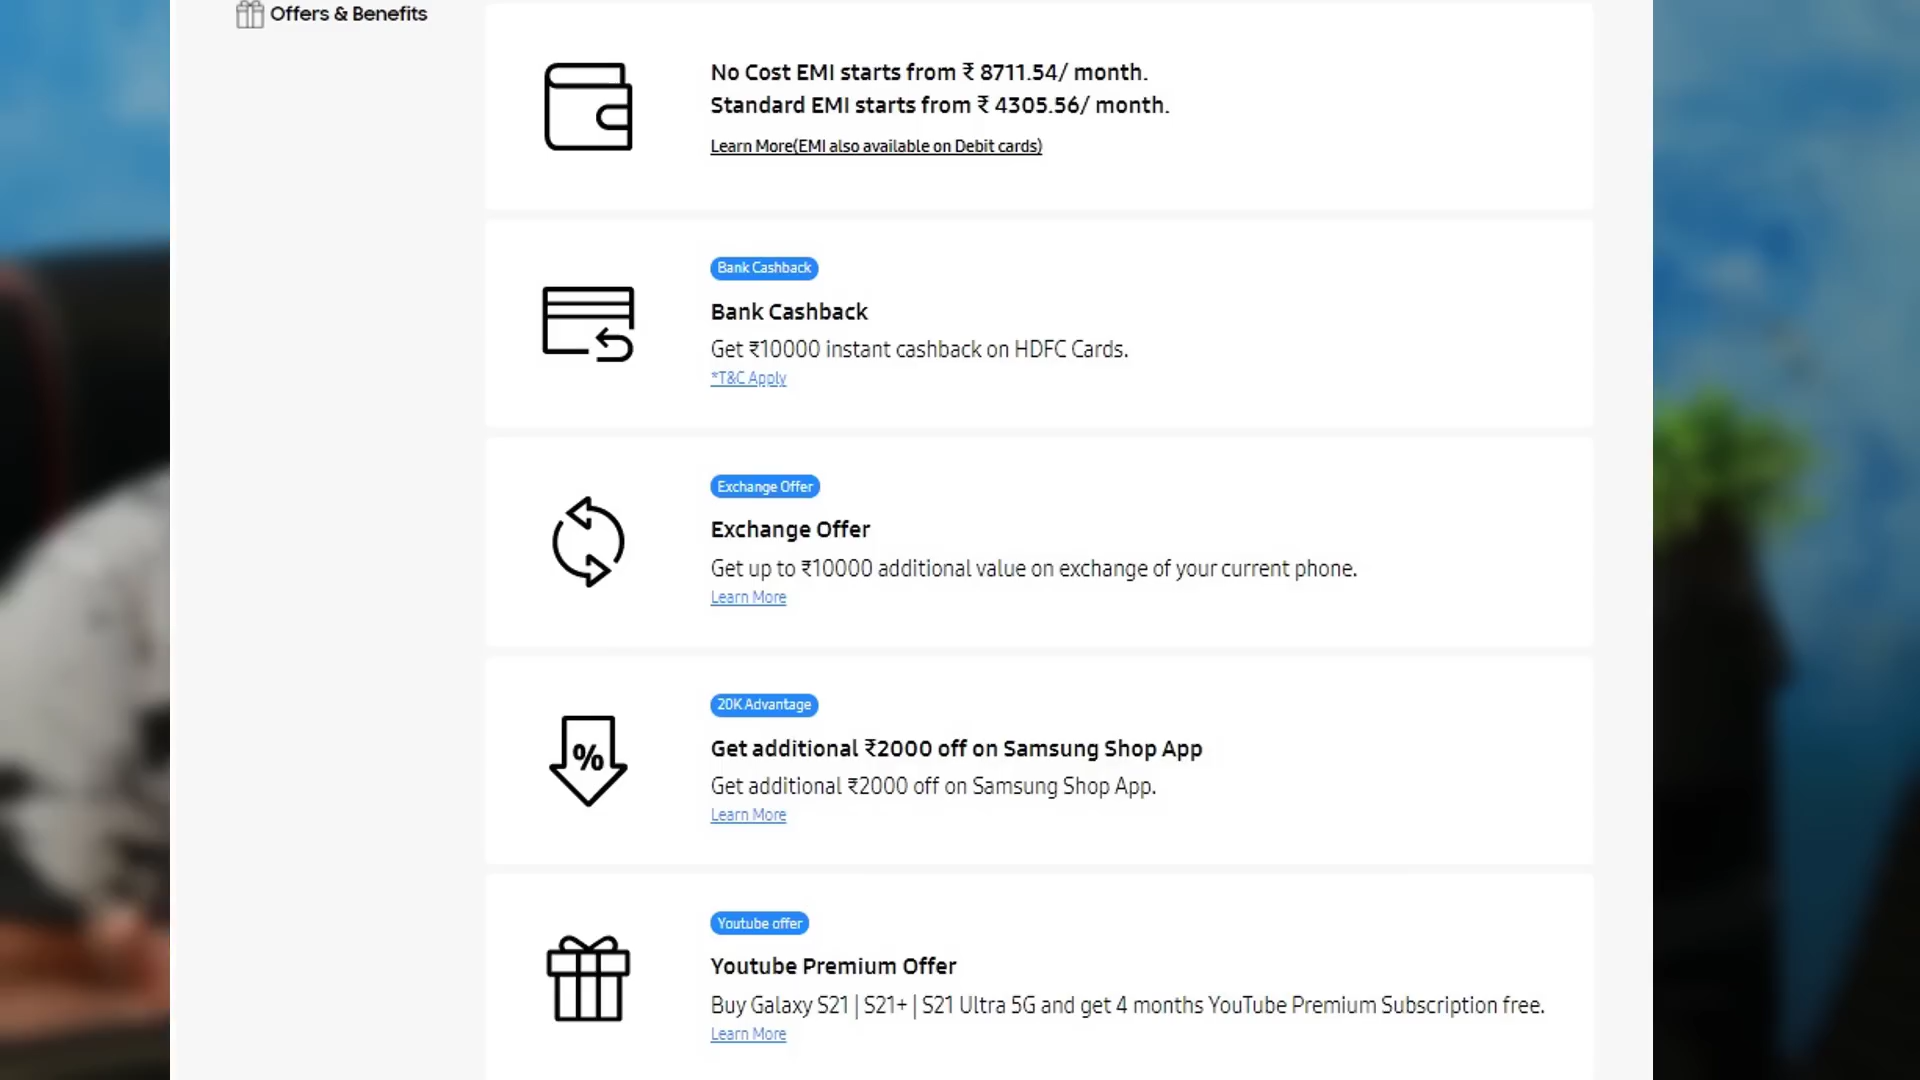 Offers & Benefits
No Cost EMI starts from ₹ 8711.54/ month.
Standard EMI starts from ₹ 4305.56/ month.
Learn More(EMI also available on Debit cards)
Bank Cashback
Bank Cashback
Get ₹10000 instant cashback on HDFC Cards.
*T&C Apply
Exchange Offer
Exchange Offer
Get up to ₹10000 additional value on exchange of your current phone.
Learn More
20K Advantage
%
Get additional ₹2000 off on Samsung Shop App
Get additional ₹2000 off on Samsung Shop App.
Learn More
Youtube offer
Youtube Premium Offer
Buy Galaxy S21 | S21+ | S21 Ultra 5G and get 4 months YouTube Premium Subscription free.
Learn More